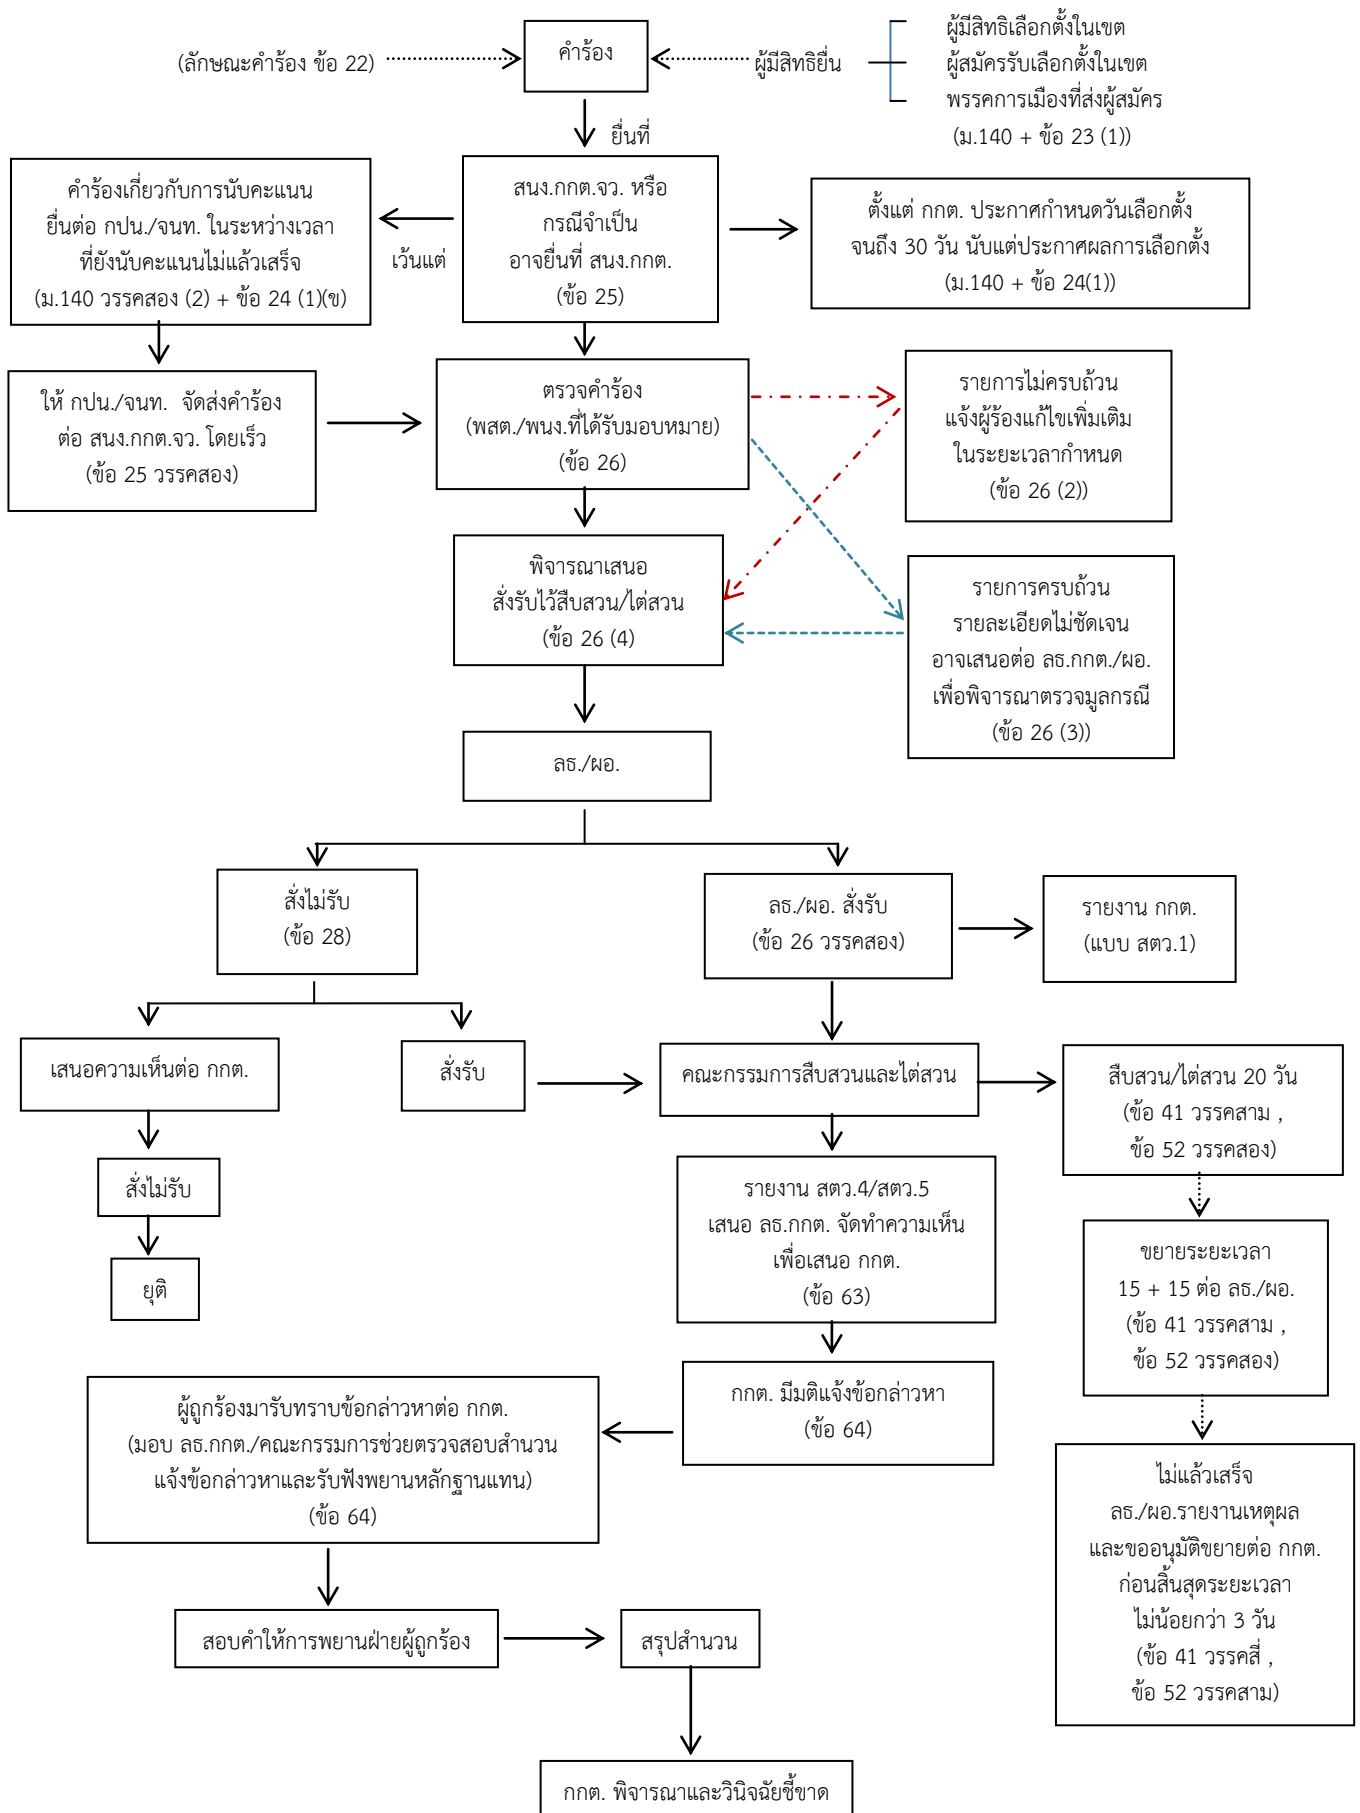 คำร้อง
(ลักษณะคำร้อง ข้อ 22)
ผู้มีสิทธิยื่น
ผู้มีสิทธิเลือกตั้งในเขต
ผู้สมัครรับเลือกตั้งในเขต
พรรคการเมืองที่ส่งผู้สมัคร
(ม.140 + ข้อ 23 (1))
ยื่นที่
คำร้องเกี่ยวกับการนับคะแนน
ยื่นต่อ กปน./จนท. ในระหว่างเวลา
ที่ยังนับคะแนนไม่แล้วเสร็จ
(ม.140 วรรคสอง (2) + ข้อ 24 (1)(ข)
เว้นแต่
สนง.กกต.จว. หรือ
กรณีจำเป็น
อาจยื่นที่ สนง.กกต.
(ข้อ 25)
ตั้งแต่ กกต. ประกาศกำหนดวันเลือกตั้ง
จนถึง 30 วัน นับแต่ประกาศผลการเลือกตั้ง
(ม.140 + ข้อ 24(1))
ให้ กปน./จนท.  จัดส่งคำร้อง
ต่อ สนง.กกต.จว. โดยเร็ว
(ข้อ 25 วรรคสอง)
ตรวจคำร้อง
(พสต./พนง.ที่ได้รับมอบหมาย)
(ข้อ 26)
รายการไม่ครบถ้วน
แจ้งผู้ร้องแก้ไขเพิ่มเติม
ในระยะเวลากำหนด
(ข้อ 26 (2))
พิจารณาเสนอ
สั่งรับไว้สืบสวน/ไต่สวน
(ข้อ 26 (4)
รายการครบถ้วน
รายละเอียดไม่ชัดเจน
อาจเสนอต่อ ลธ.กกต./ผอ.
เพื่อพิจารณาตรวจมูลกรณี
(ข้อ 26 (3))
ลธ./ผอ.
สั่งไม่รับ
(ข้อ 28)
ลธ./ผอ. สั่งรับ
(ข้อ 26 วรรคสอง)
รายงาน กกต.
(แบบ สตว.1)
เสนอความเห็นต่อ กกต.
สั่งรับ
คณะกรรมการสืบสวนและไต่สวน
สืบสวน/ไต่สวน 20 วัน
(ข้อ 41 วรรคสาม ,
ข้อ 52 วรรคสอง)
สั่งไม่รับ
ยุติ
รายงาน สตว.4/สตว.5
เสนอ ลธ.กกต. จัดทำความเห็น
เพื่อเสนอ กกต.
(ข้อ 63)
ขยายระยะเวลา
15 + 15 ต่อ ลธ./ผอ.
(ข้อ 41 วรรคสาม ,
ข้อ 52 วรรคสอง)
กกต. มีมติแจ้งข้อกล่าวหา
(ข้อ 64)
ผู้ถูกร้องมารับทราบข้อกล่าวหาต่อ กกต.
(มอบ ลธ.กกต./คณะกรรมการช่วยตรวจสอบสำนวน
แจ้งข้อกล่าวหาและรับฟังพยานหลักฐานแทน)
(ข้อ 64)
ไม่แล้วเสร็จ
ลธ./ผอ.รายงานเหตุผล
และขออนุมัติขยายต่อ กกต.
ก่อนสิ้นสุดระยะเวลา
ไม่น้อยกว่า 3 วัน
(ข้อ 41 วรรคสี่ ,
ข้อ 52 วรรคสาม)
สอบคำให้การพยานฝ่ายผู้ถูกร้อง
สรุปสำนวน
กกต. พิจารณาและวินิจฉัยชี้ขาด